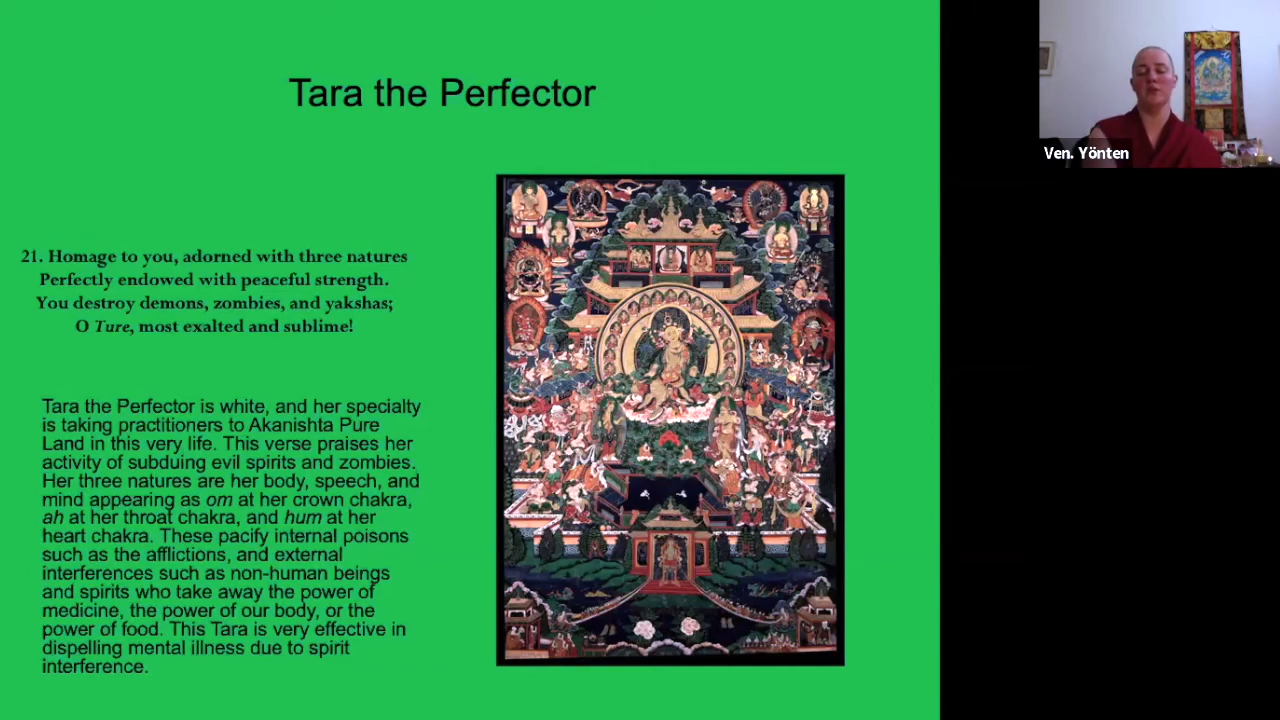 Tara the Perfector
21. Homage to you, adorned with three natures
Perfectly endowed with peaceful strength.
You destroy demons, zombies, and yakshas;
O Ture, most exalted and sublime!
Tara the Perfector is white, and her specialty
is taking practitioners to Akanishta Pure
Land in this very life. This verse praises her
activity of subduing evil spirits and zombies.
Her three natures are her body, speech, and
mind appearing as om at her crown chakra,
ah at her throat chakra, and hum at her
heart chakra. These pacify internal poisons
such as the afflictions, and external
interferences such as non-human beings
and spirits who take away the power of
medicine, the power of our body, or the
power of food. This Tara is very effective in
dispelling mental illness due to spirit
interference.
Ven. Yönten